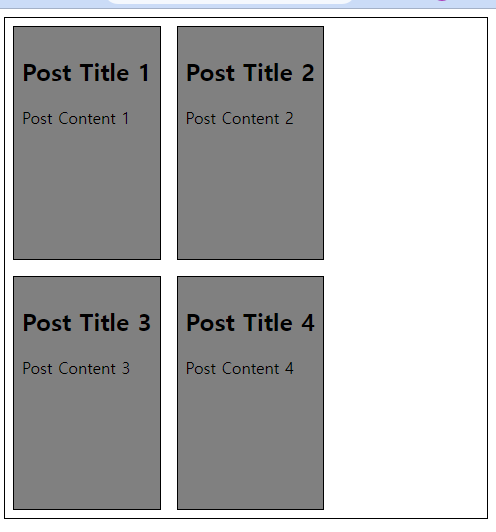 Post Title 1
Post Content 1
Post Title 2
Post Content 2
Post Title 3
Post Content 3
Post Title 4
Post Content 4